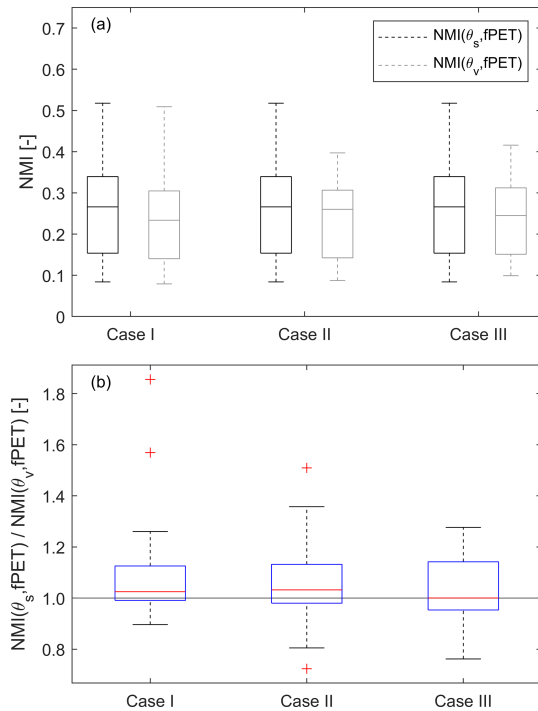 (a)
NMI(θs,fPET)
NMI(θv,fPET)
NMI [-]
0.7
0.6
0.5
0.4
0.3
0.2
0.1
0
Case I
Case II
Case III
(b)
NMI(θs,fPET) / NMI(θv,fPET) [-]
1.8
1.6
1.4
1.2
1.0
0.8
Case I
Case II
Case III